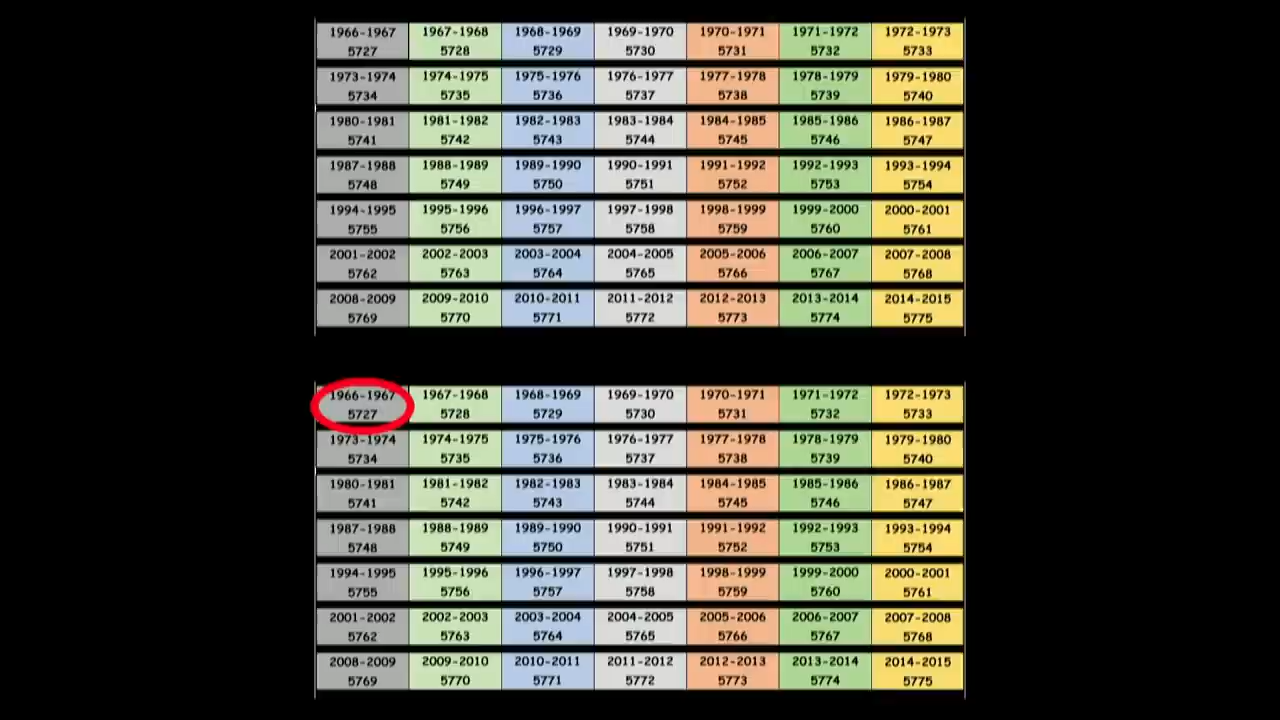 1966-1967 1967-1968 1968-1969 1969-1970 1970-1971 1971-1972 1972-1973
5727 5728 5729 5730 5731 5732 5733
1973-1974 1974-1975 1975-1976 1976-1977 1977-1978 1978-1979 1979-1980
5734 5735 5736 5737 5738 5739 5740
1980-1981 1981-1982 1982-1983 1983-1984 1984-1985 1985-1986 1986-1987
5741 5742 5743 5744 5745 5746 5747
1987-1988 1988-1989 1989-1990 1990-1991 1991-1992 1992-1993 1993-1994
5748 5749 5750 5751 5752 5753 5754
1994-1995 1995-1996 1996-1997 1997-1998 1998-1999 1999-2000 2000-2001
5755 5756 5757 5758 5759 5760 5761
2001-2002 2002-2003 2003-2004 2004-2005 2005-2006 2006-2007 2007-2008
5762 5763 5764 5765 5766 5767 5768
2008-2009 2009-2010 2010-2011 2011-2012 2012-2013 2013-2014 2014-2015
5769 5770 5771 5772 5773 5774 5775
1966-1967 1967-1968 1968-1969 1969-1970 1970-1971 1971-1972 1972-1973
5727 5728 5729 5730 5731 5732 5733
1973-1974 1974-1975 1975-1976 1976-1977 1977-1978 1978-1979 1979-1980
5734 5735 5736 5737 5738 5739 5740
1980-1981 1981-1982 1982-1983 1983-1984 1984-1985 1985-1986 1986-1987
5741 5742 5743 5744 5745 5746 5747
1987-1988 1988-1989 1989-1990 1990-1991 1991-1992 1992-1993 1993-1994
5748 5749 5750 5751 5752 5753 5754
1994-1995 1995-1996 1996-1997 1997-1998 1998-1999 1999-2000 2000-2001
5755 5756 5757 5758 5759 5760 5761
2001-2002 2002-2003 2003-2004 2004-2005 2005-2006 2006-2007 2007-2008
5762 5763 5764 5765 5766 5767 5768
2008-2009 2009-2010 2010-2011 2011-2012 2012-2013 2013-2014 2014-2015
5769 5770 5771 5772 5773 5774 5775